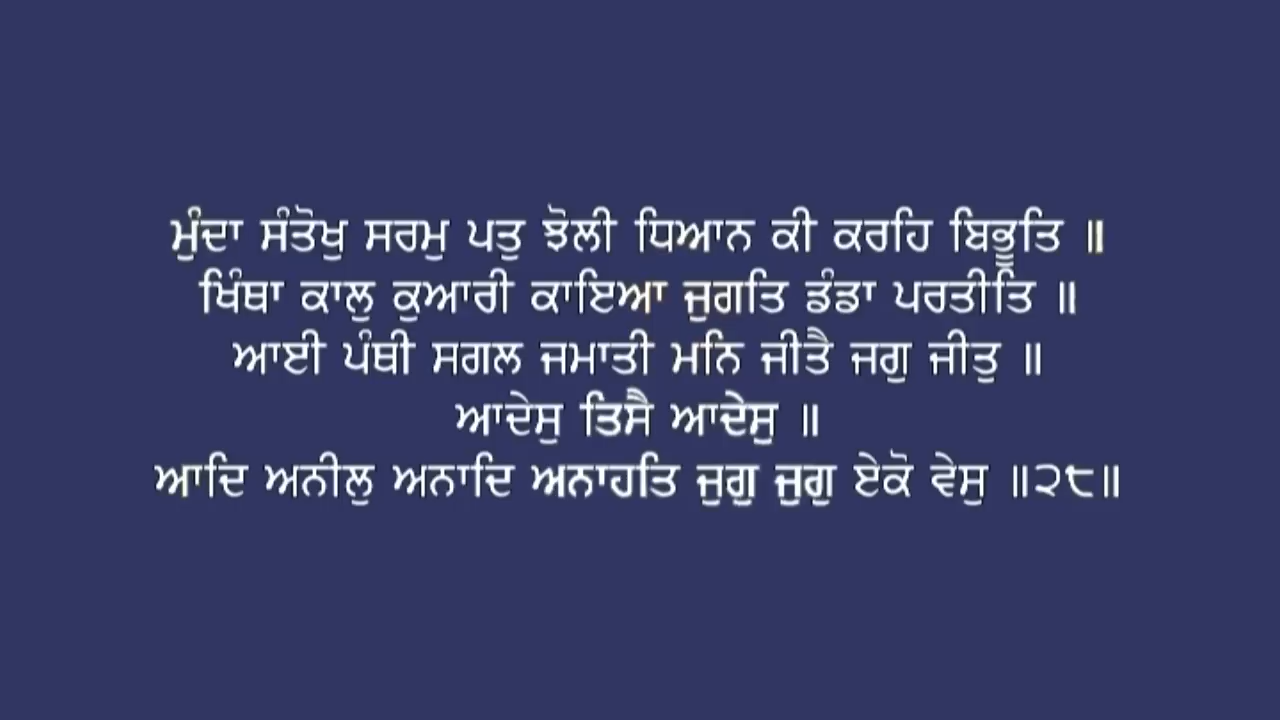 ਮੁੰਦਾ ਸੰਤੋਖੁ ਸਰਮੁ ਪਤੁ ਝੋਲੀ ਧਿਆਨ ਕੀ ਕਰਹਿ ਬਿਭੂਤਿ ॥
ਖਿੰਥਾ ਕਾਲੁ ਕੁਆਰੀ ਕਾਇਆ ਜੁਗਤਿ ਡੰਡਾ ਪਰਤੀਤਿ ॥
ਆਈ ਪੰਥੀ ਸਗਲ ਜਮਾਤੀ ਮਨਿ ਜੀਤੈ ਜਗੁ ਜੀਤੁ ॥
ਆਦੇਸੁ ਤਿਸੈ ਆਦੇਸੁ ॥
ਆਦਿ ਅਨੀਲੁ ਅਨਾਦਿ ਅਨਾਹਤਿ ਜੁਗੁ ਜੁਗੁ ਏਕੋ ਵੇਸੁ ॥੨੮॥